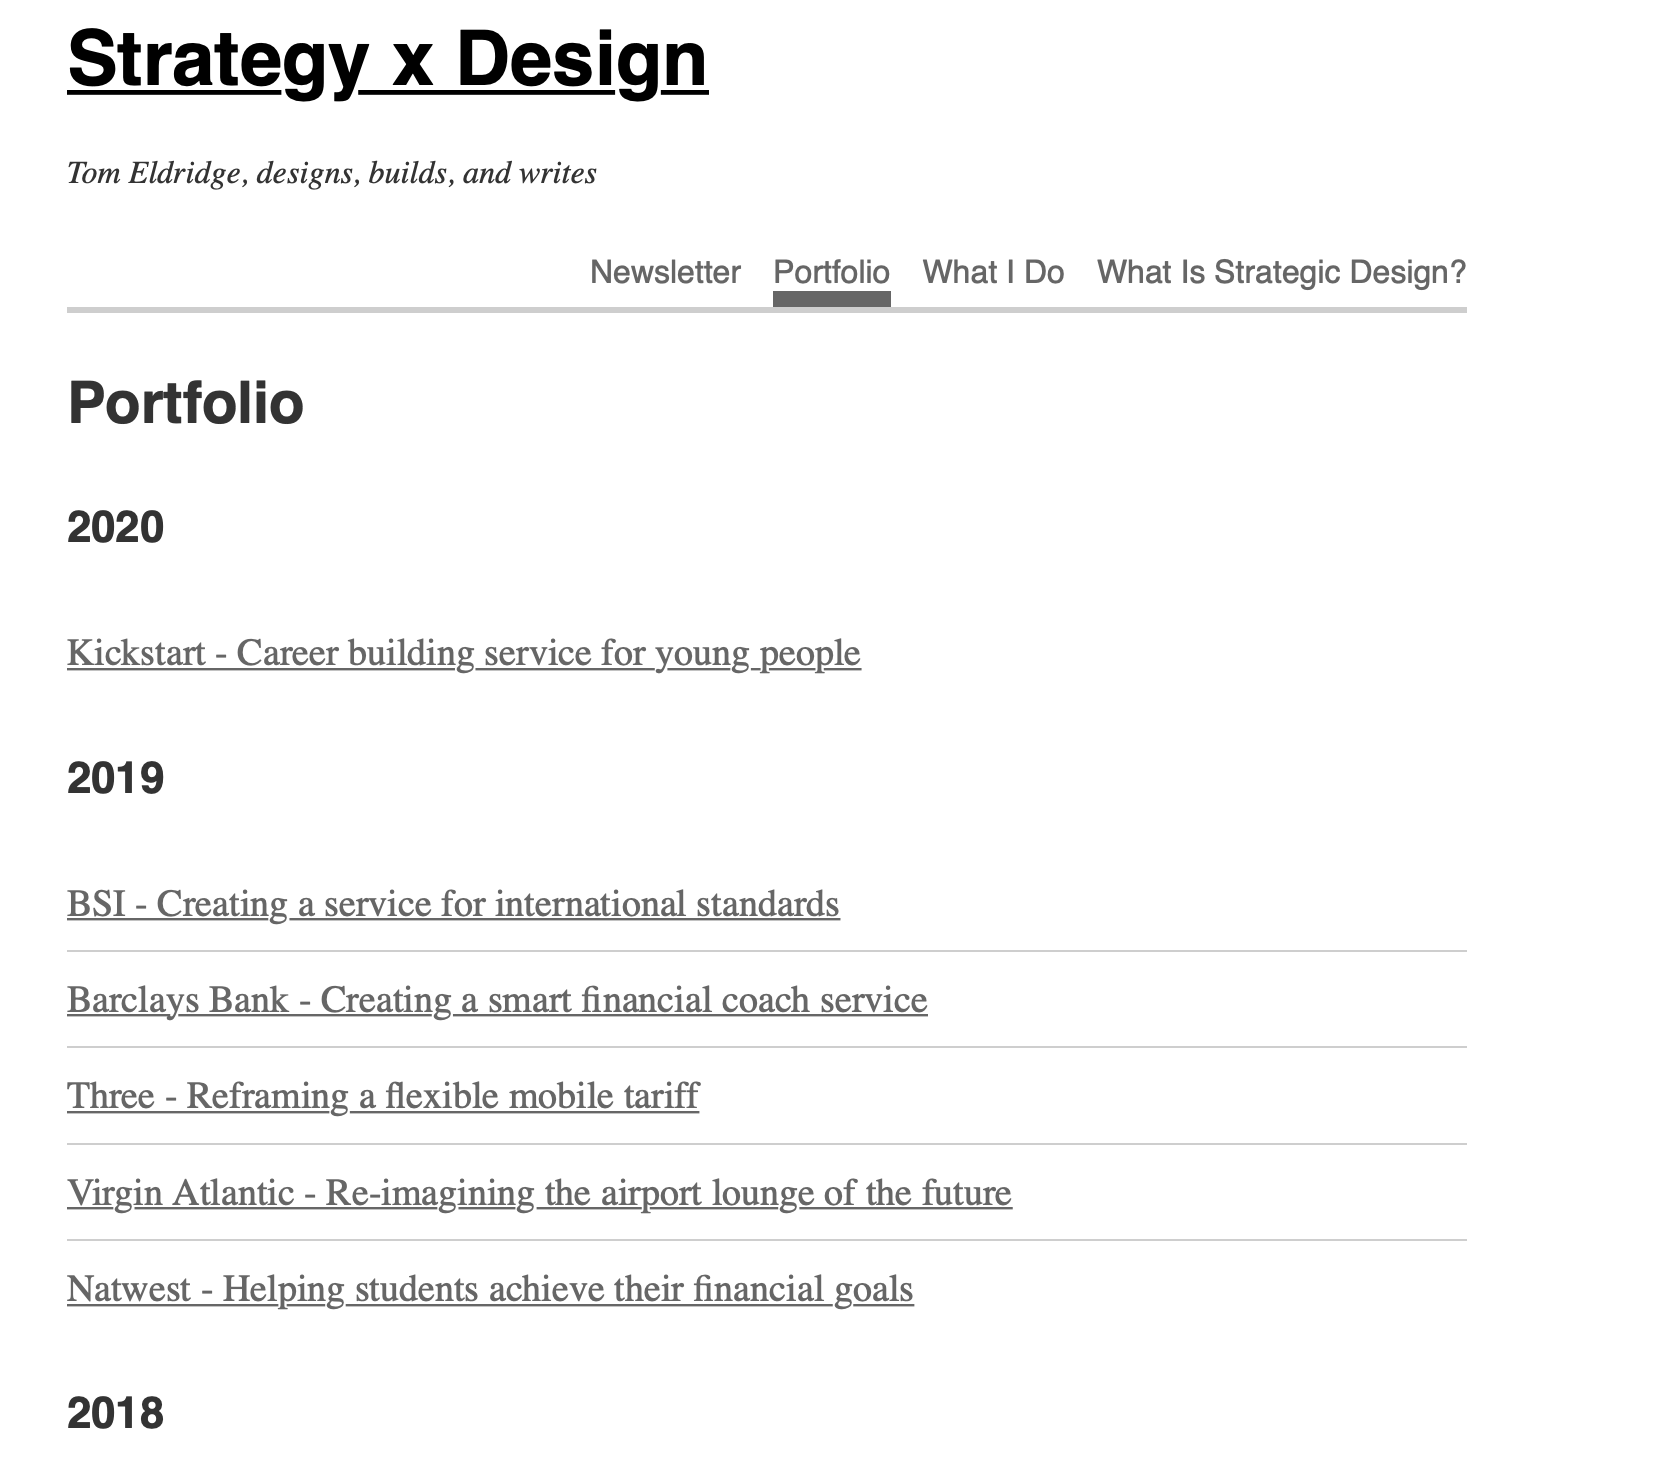 Strategy x Design
Tom Eldridge, designs, builds, and writes
Newsletter Portfolio What I Do What Is Strategic Design?
Portfolio
2020
Kickstart - Career building service for young people
2019
BSI - Creating a service for international standards
Barclays Bank - Creating a smart financial coach service
Three - Reframing a flexible mobile tariff
Virgin Atlantic - Re-imagining the airport lounge of the future
Natwest - Helping students achieve their financial goals
2018